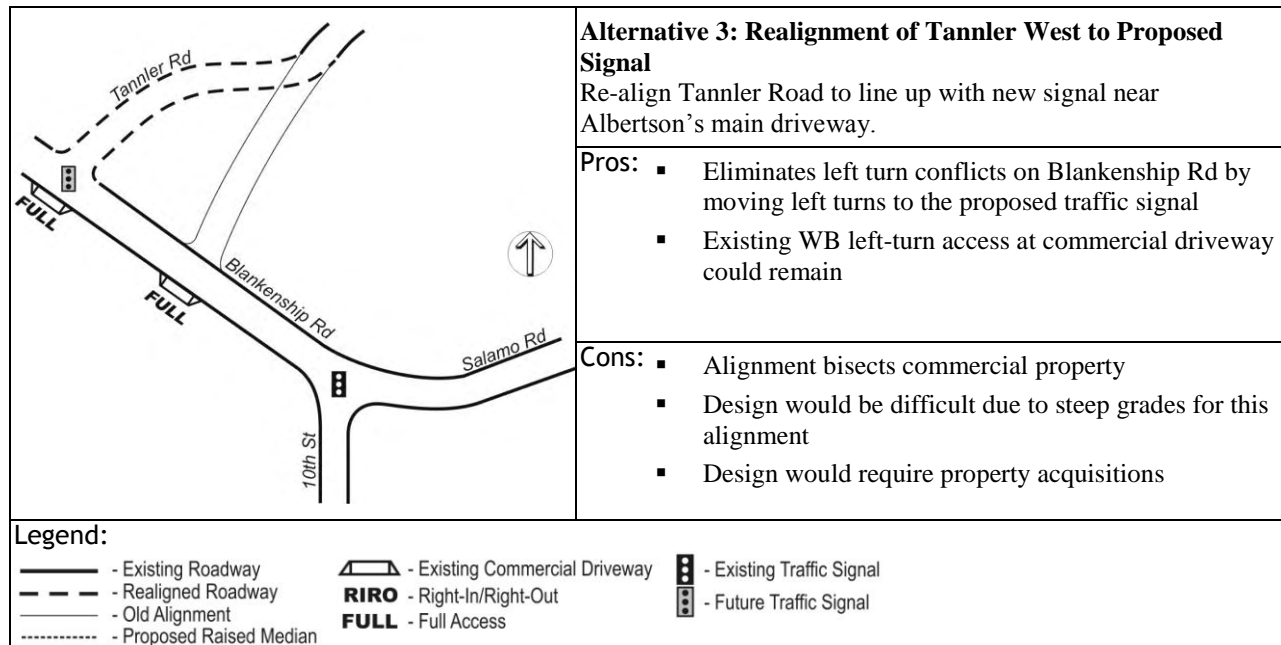 Tannler Rd
FULL
FULL
Blankenship Rd
Salamo Rd
10th St
Alternative 3: Realignment of Tannler West to Proposed
Signal
Re-align Tannler Road to line up with new signal near
Albertson’s main driveway.
Pros:
▪ Eliminates left turn conflicts on Blankenship Rd by
moving left turns to the proposed traffic signal
▪ Existing WB left-turn access at commercial driveway
could remain
Cons:
▪ Alignment bisects commercial property
▪ Design would be difficult due to steep grades for this
alignment
▪ Design would require property acquisitions
Legend:
- Existing Roadway
- Realigned Roadway
- Old Alignment
- Proposed Raised Median
- Existing Commercial Driveway
RIRO - Right-In/Right-Out
FULL - Full Access
- Existing Traffic Signal
- Future Traffic Signal